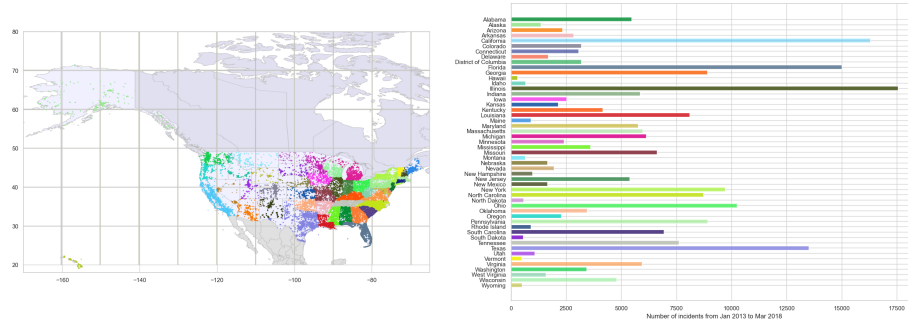 80
70
60
50
40
30
20
−160
−140
−120
−100
−80
Alabama
Alaska
Arizona
Arkansas
California
Colorado
Connecticut
Delaware
District of Columbia
Florida
Georgia
Hawaii
Idaho
Illinois
Indiana
Iowa
Kansas
Kentucky
Louisiana
Maine
Maryland
Massachusetts
Michigan
Minnesota
Mississippi
Missouri
Montana
Nebraska
Nevada
New Hampshire
New Jersey
New Mexico
New York
North Carolina
North Dakota
Ohio
Oklahoma
Oregon
Pennsylvania
Rhode Island
South Carolina
South Dakota
Tennessee
Texas
Utah
Vermont
Virginia
Washington
West Virginia
Wisconsin
Wyoming
0
2500
5000
7500
10000
12500
15000
17500
Number of incidents from Jan 2013 to Mar 2018